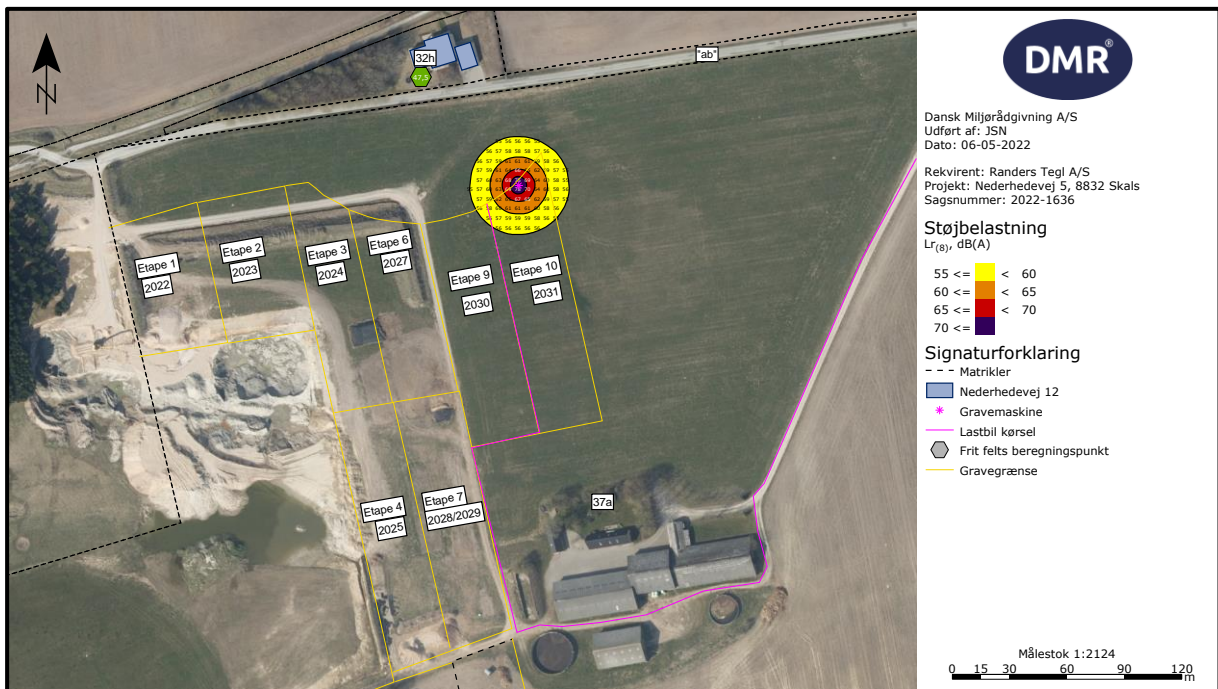 32h
47,5
"ab"
N
Etape 1
2022
Etape 2
2023
Etape 3
2024
Etape 6
2027
Etape 9
2030
Etape 10
2031
Etape 4
2025
Etape 7
2028/2029
37a
DMR®
Dansk Miljørådgivning A/S
Udført af: JSN
Dato: 06-05-2022
Rekvirent: Randers Tegl A/S
Projekt: Nederhedevej 5, 8832 Skals
Sagsnummer: 2022-1636
Støjbelastning
Lr(8), dB(A)
55 <= < 60
60 <= < 65
65 <= < 70
70 <=
Signaturforklaring
Matrikler
Nederhedevej 12
Gravemaskine
Lastbil kørsel
Frit felts beregningspunkt
Gravegrænse
Målestok 1:2124
0 15 30 60 90 120
m